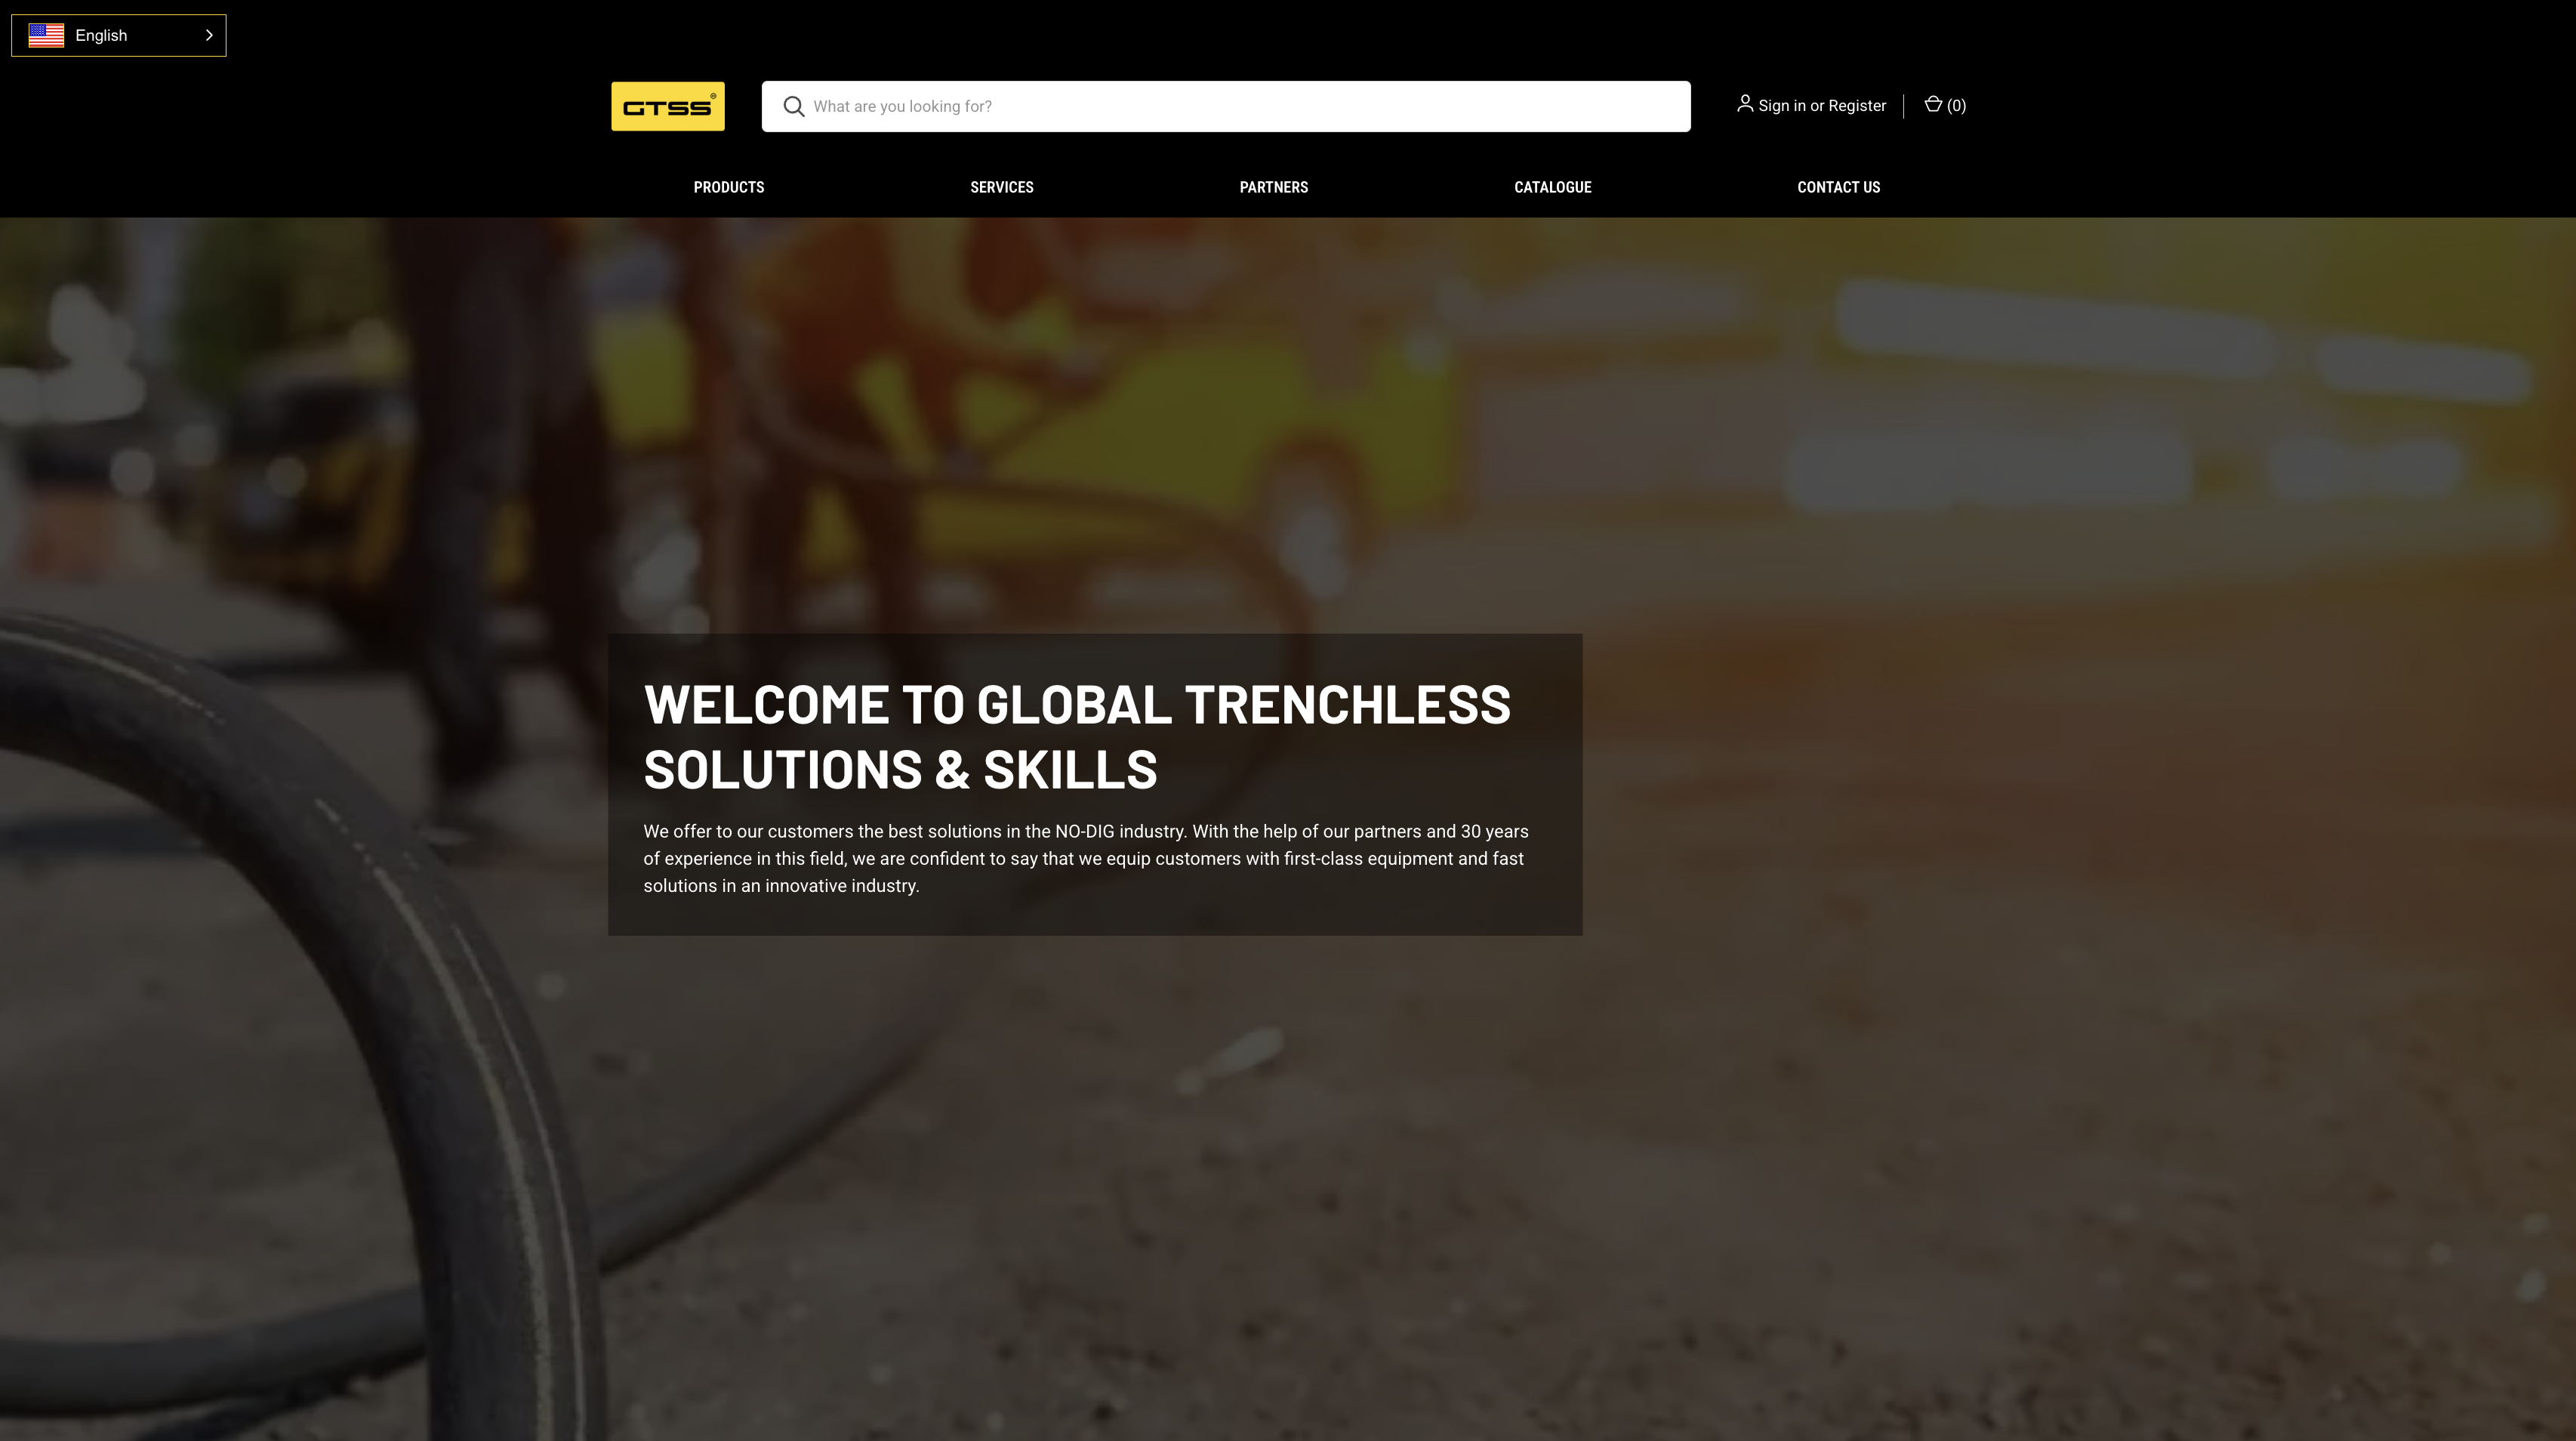 English
GTSS
What are you looking for?
Sign in or Register
(0)
PRODUCTS
SERVICES
PARTNERS
CATALOGUE
CONTACT US
WELCOME TO GLOBAL TRENCHLESS
SOLUTIONS & SKILLS
We offer to our customers the best solutions in the NO-DIG industry. With the help of our partners and 30 years
of experience in this field, we are confident to say that we equip customers with first-class equipment and fast
solutions in an innovative industry.